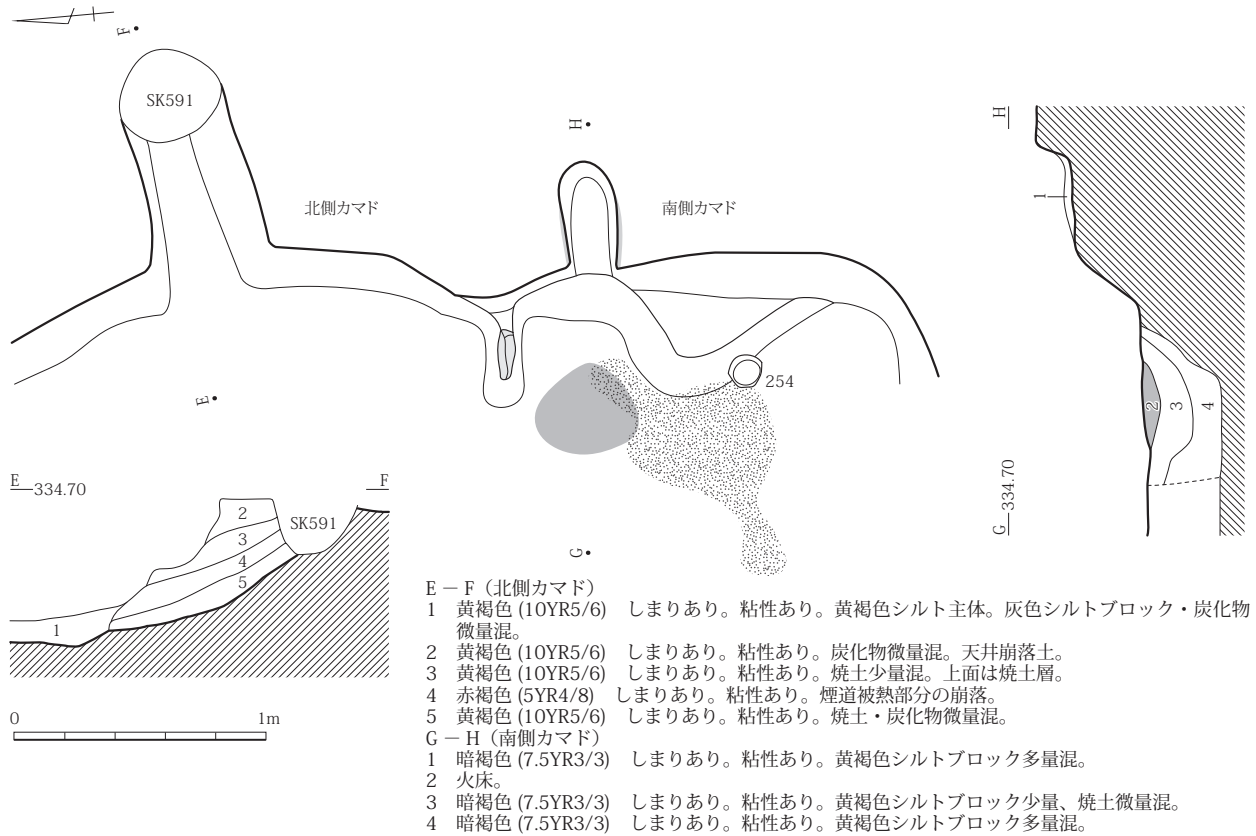 F
SK591
H
北側カマド
南側カマド
254
E
G
H
1
2
3
4
G 334.70
E 334.70
F
2
SK591
3
4
5
1
0
1m
E － F（北側カマド）
1 黄褐色 (10YR5/6) しまりあり。粘性あり。黄褐色シルト主体。灰色シルトブロック・炭化物
微量混。
2 黄褐色 (10YR5/6) しまりあり。粘性あり。炭化物微量混。天井崩落土。
3 黄褐色 (10YR5/6) しまりあり。粘性あり。焼土少量混。上面は焼土層。
4 赤褐色 (5YR4/8) しまりあり。粘性あり。煙道被熱部分の崩落。
5 黄褐色 (10YR5/6) しまりあり。粘性あり。焼土・炭化物微量混。
G － H（南側カマド）
1 暗褐色 (7.5YR3/3) しまりあり。粘性あり。黄褐色シルトブロック多量混。
2 火床。
3 暗褐色 (7.5YR3/3) しまりあり。粘性あり。黄褐色シルトブロック少量、焼土微量混。
4 暗褐色 (7.5YR3/3) しまりあり。粘性あり。黄褐色シルトブロック多量混。